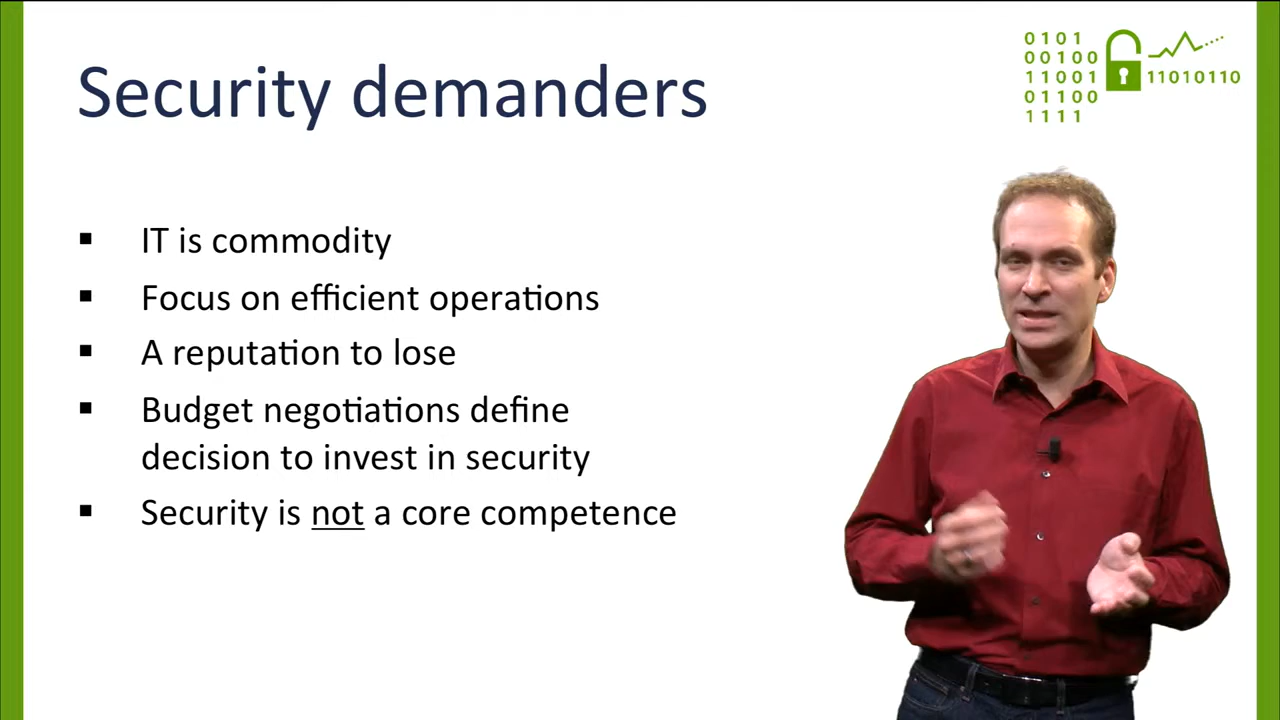 Security demanders
0101
00100
11001
11010110
01100
1111
▪ IT is commodity
▪ Focus on efficient operations
▪ A reputation to lose
▪ Budget negotiations define
decision to invest in security
▪ Security is not a core competence